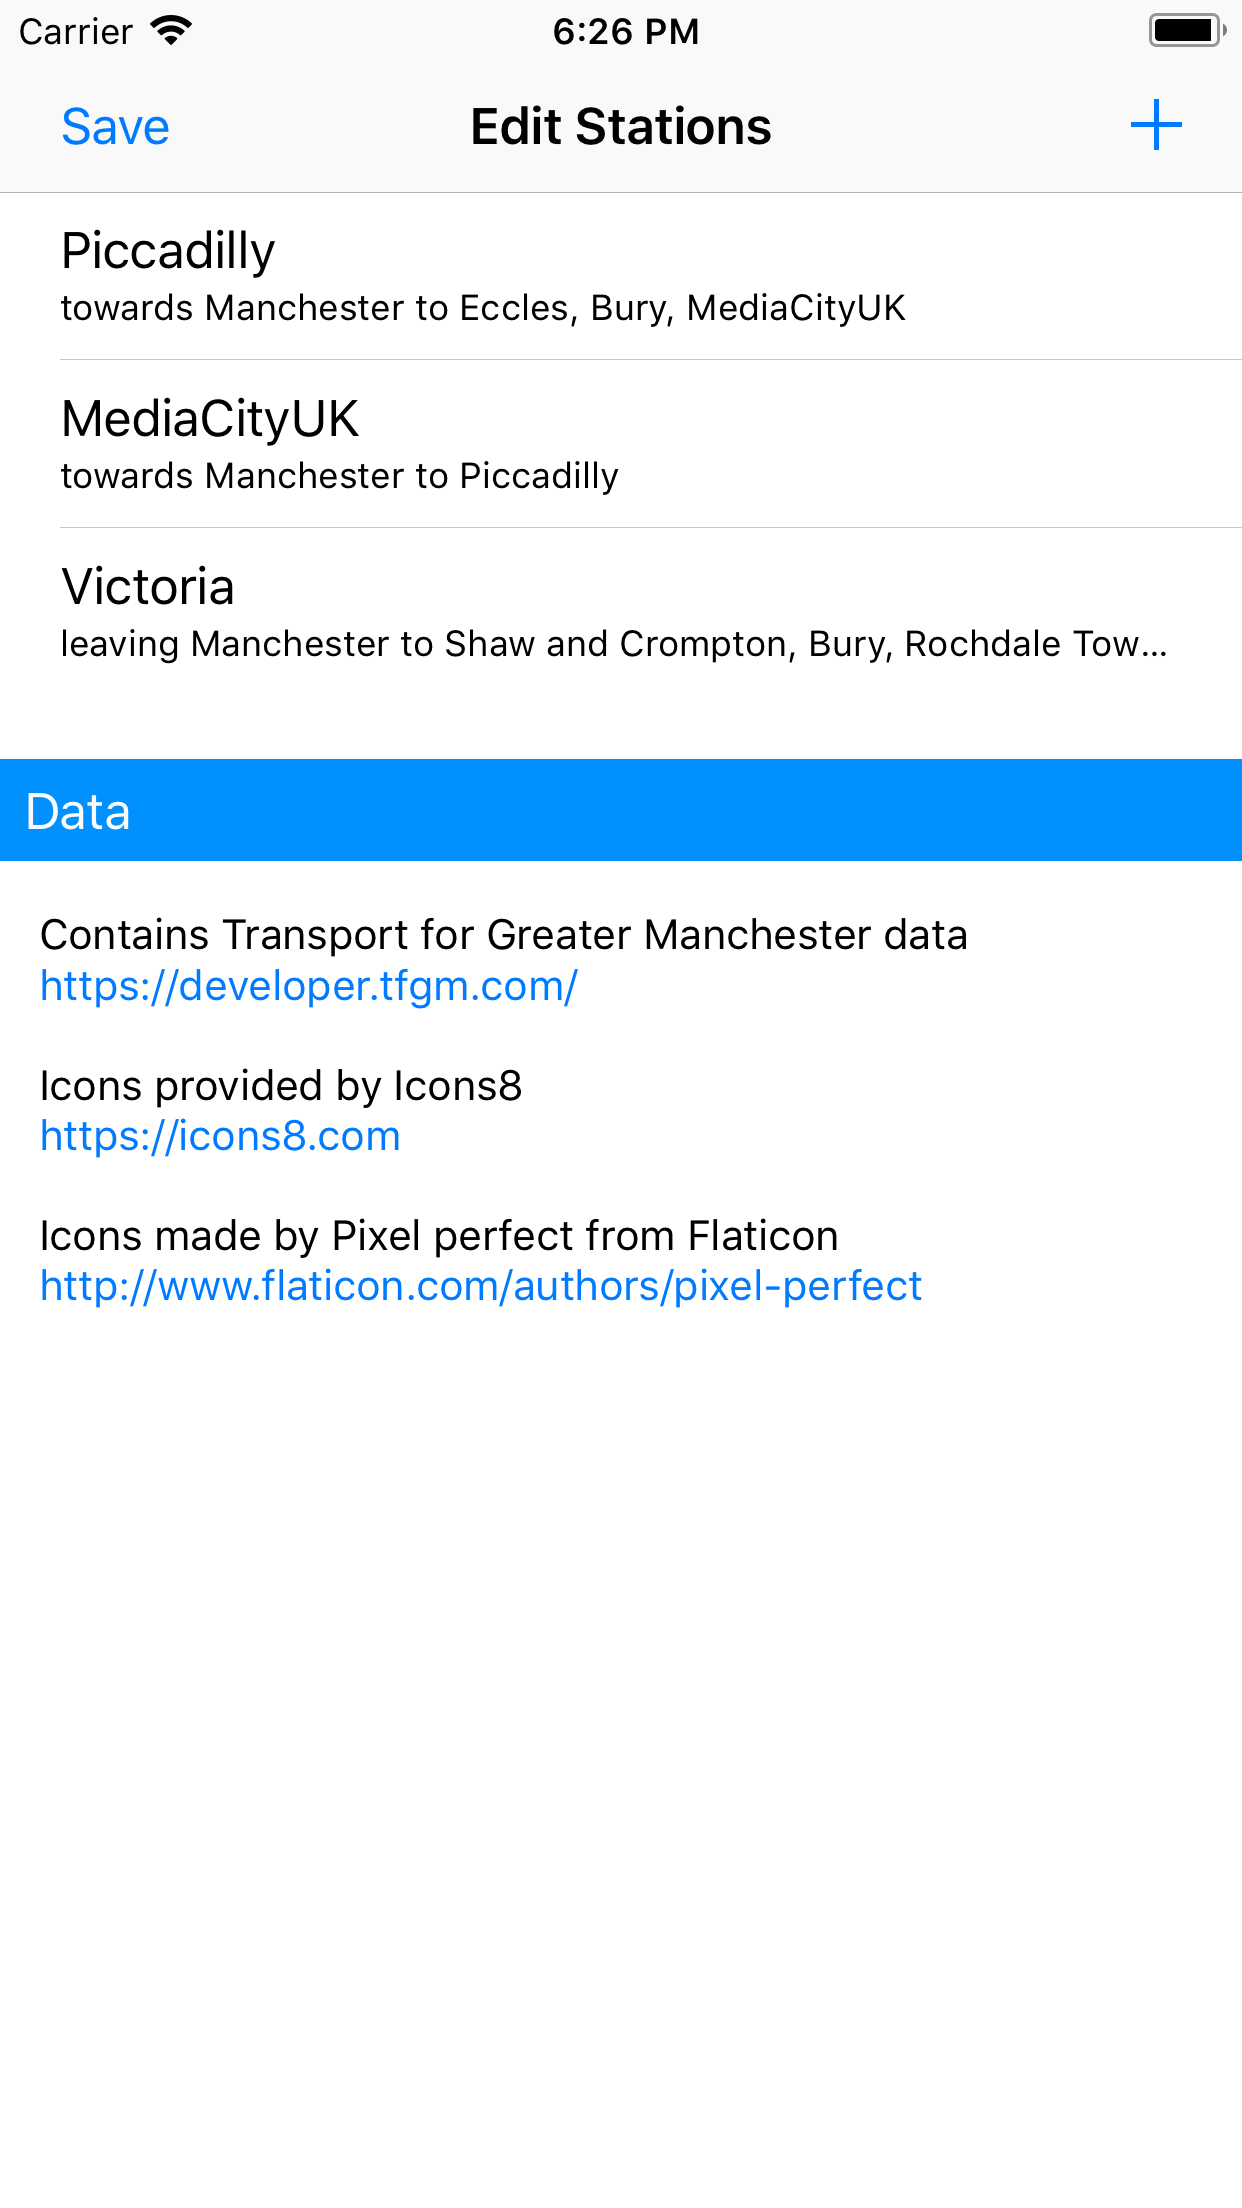 Carrier 6:26 PM
Save Edit Stations +
Piccadilly
towards Manchester to Eccles, Bury, MediaCityUK
MediaCityUK
towards Manchester to Piccadilly
Victoria
leaving Manchester to Shaw and Crompton, Bury, Rochdale Tow...
Data
Contains Transport for Greater Manchester data
https://developer.tfgm.com/
Icons provided by Icons8
https://icons8.com
Icons made by Pixel perfect from Flaticon
http://www.flaticon.com/authors/pixel-perfect